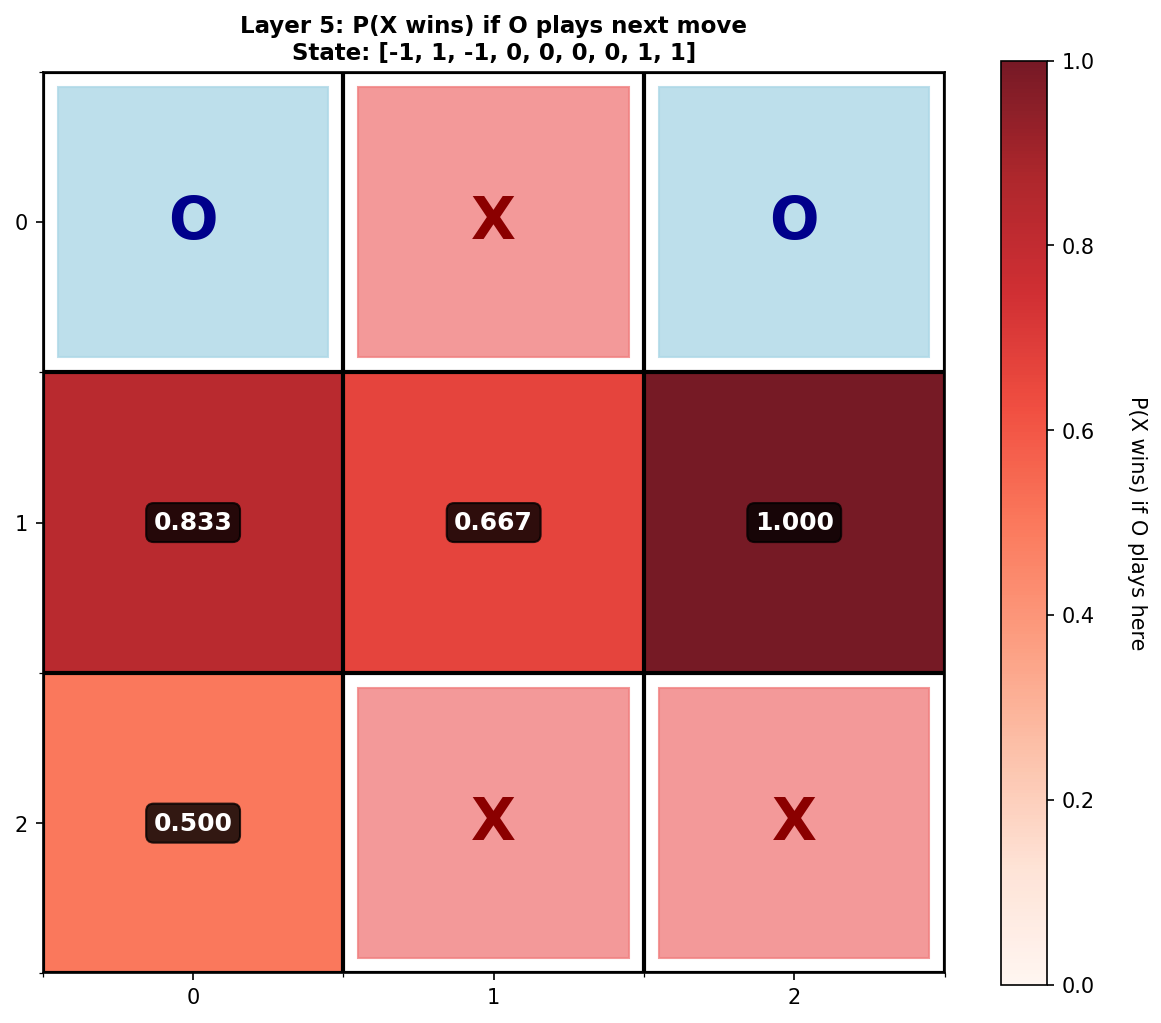 Layer 5: P(X wins) if O plays next move
State: [-1, 1, -1, 0, 0, 0, 0, 1, 1]
O X O
0.833 0.667 1.000
0.500 X X
0
1
2
0 1 2
1.0
0.8
0.6
0.4
0.2
0.0
P(X wins) if O plays here